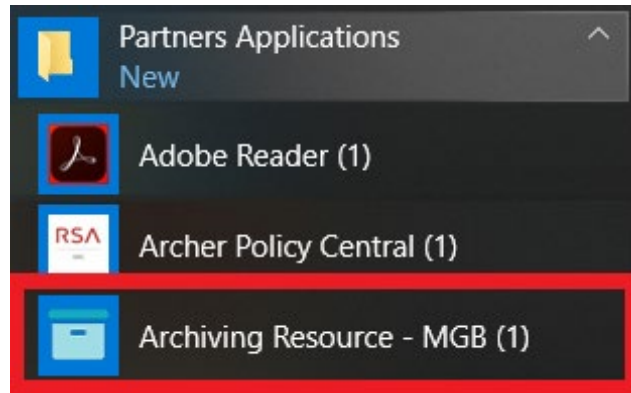 Partners Applications
New
Adobe Reader (1)
RSA
Archer Policy Central (1)
Archiving Resource - MGB (1)